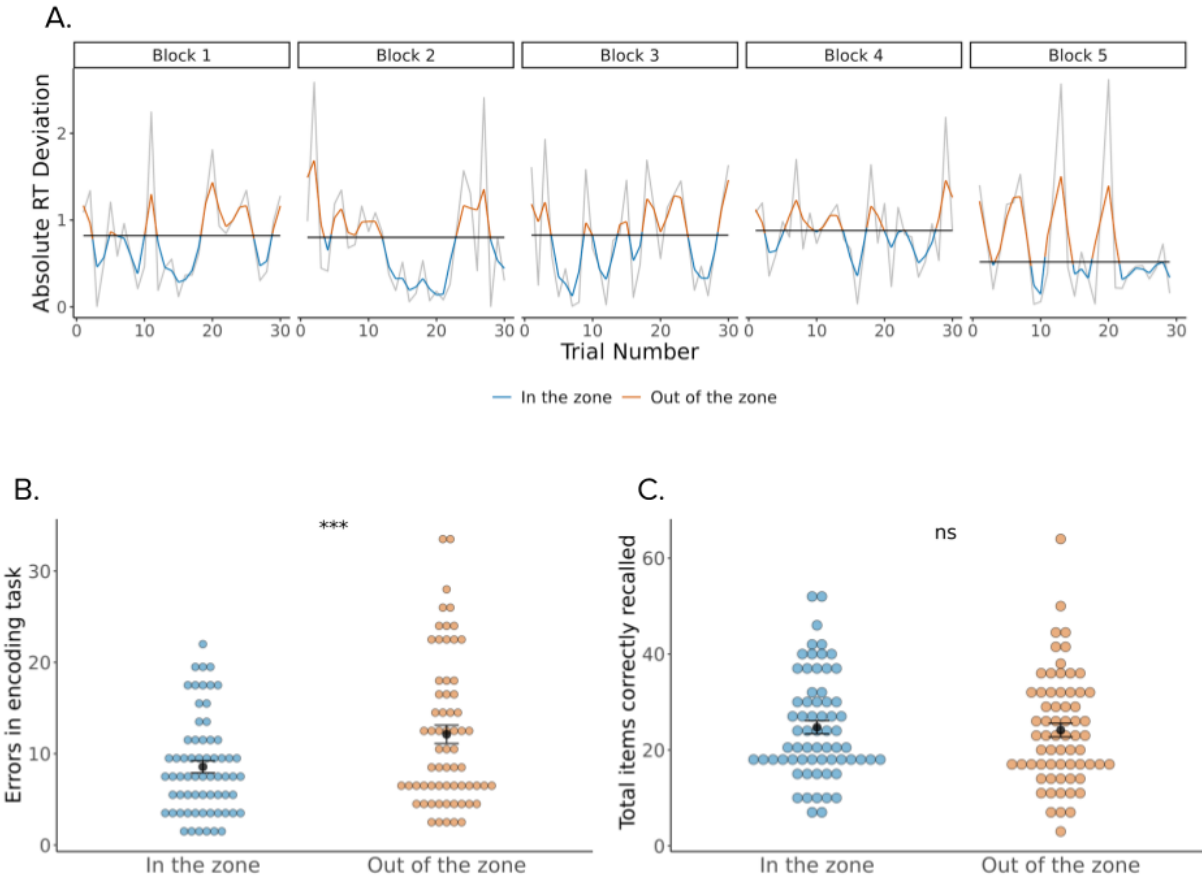 A.
Block 1 Block 2 Block 3 Block 4 Block 5
Absolute RT Deviation
2
1
0
0 10 20 30 0 10 20 30 0 10 20 30 0 10 20 30 0 10 20 30
Trial Number
In the zone Out of the zone
B.
***
Errors in encoding task
30
20
10
0
In the zone Out of the zone
C.
ns
Total items correctly recalled
60
40
20
0
In the zone Out of the zone